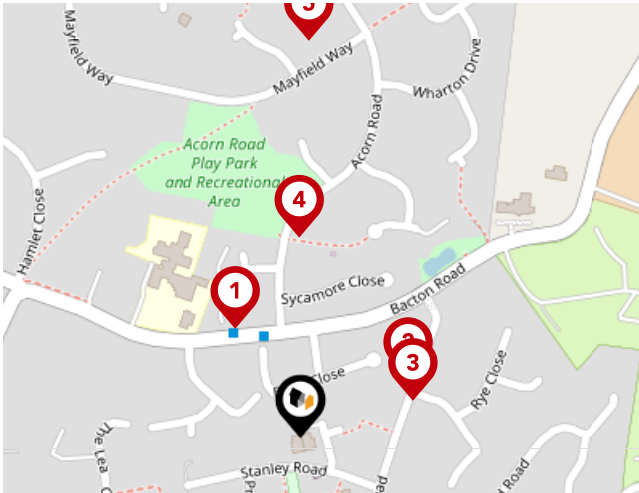 Mayfield Way
Mayfield Way
Wharton Drive
Acorn Road
Acorn Road
Play Park
and Recreational
Area
4
Hamlet Close
1
Sycamore Close
Bacton Road
3
Close
Rye Close
The Lea
Stanley Road
Road